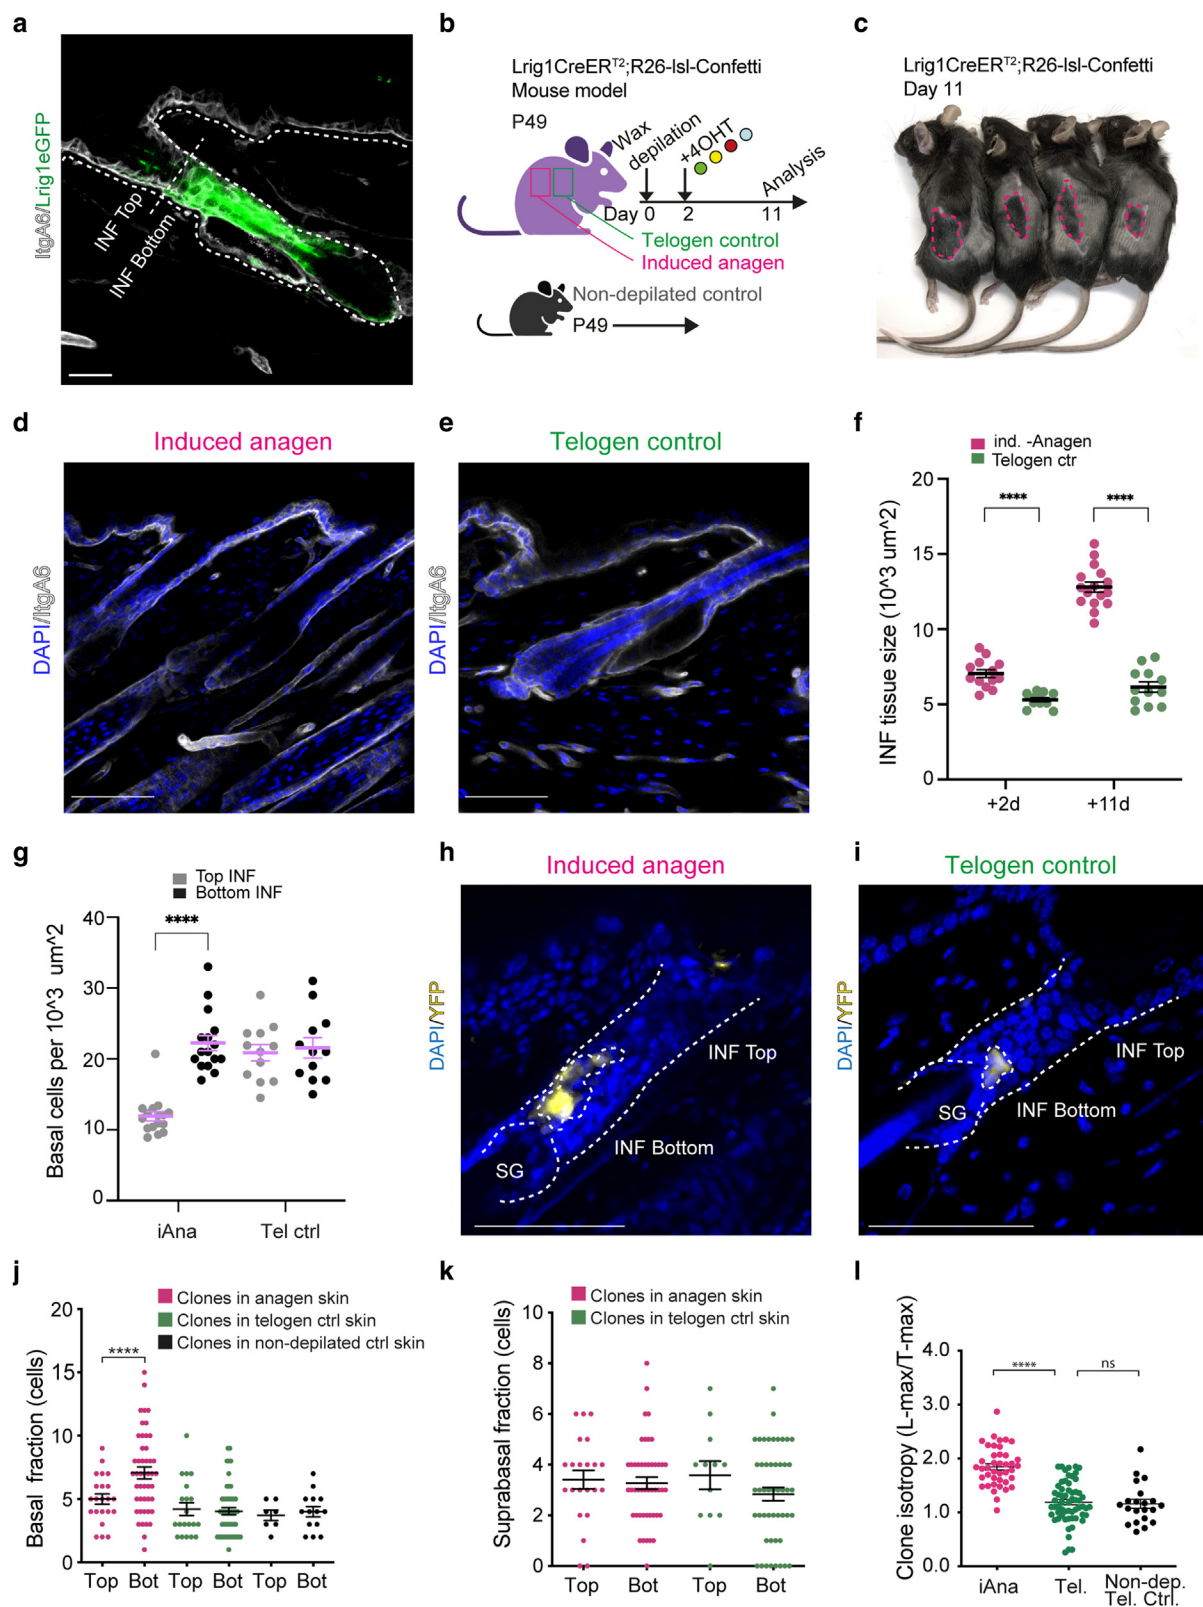 a
ItgA6/Lrig1eGFP
INF Top
INF Bottom
b
Lrig1CreERT2;R26-lsl-Confetti
Mouse model
P49
Wax
depilation
+4OHT
Analysis
Day 0 2 11
Telogen control
Induced anagen
Non-depilated control
P49
c
Lrig1CreERT2;R26-lsl-Confetti
Day 11
d
Induced anagen
DAPI/ItgA6
e
Telogen control
DAPI/ItgA6
f
ind. -Anagen
Telogen ctr
INF tissue size (10^3 um^2)
20
15
10
5
0
****
****
+2d
+11d
g
Top INF
Bottom INF
Basal cells per 10^3 um^2
40
30
20
10
0
****
iAna
Tel ctrl
h
Induced anagen
DAPI/YFP
INF Top
INF Bottom
SG
i
Telogen control
DAPI/YFP
INF Top
INF Bottom
SG
j
Clones in anagen skin
Clones in telogen ctrl skin
Clones in non-depilated ctrl skin
Basal fraction (cells)
20
15
10
5
0
****
Top Bot Top Bot Top Bot
k
Clones in anagen skin
Clones in telogen ctrl skin
Suprabasal fraction (cells)
10
8
6
4
2
0
Top Bot Top Bot
l
Clone isotropy (L-max/T-max)
4.0
3.0
2.0
1.0
0.0
****
ns
iAna
Tel.
Non-dep.
Tel. Ctrl.